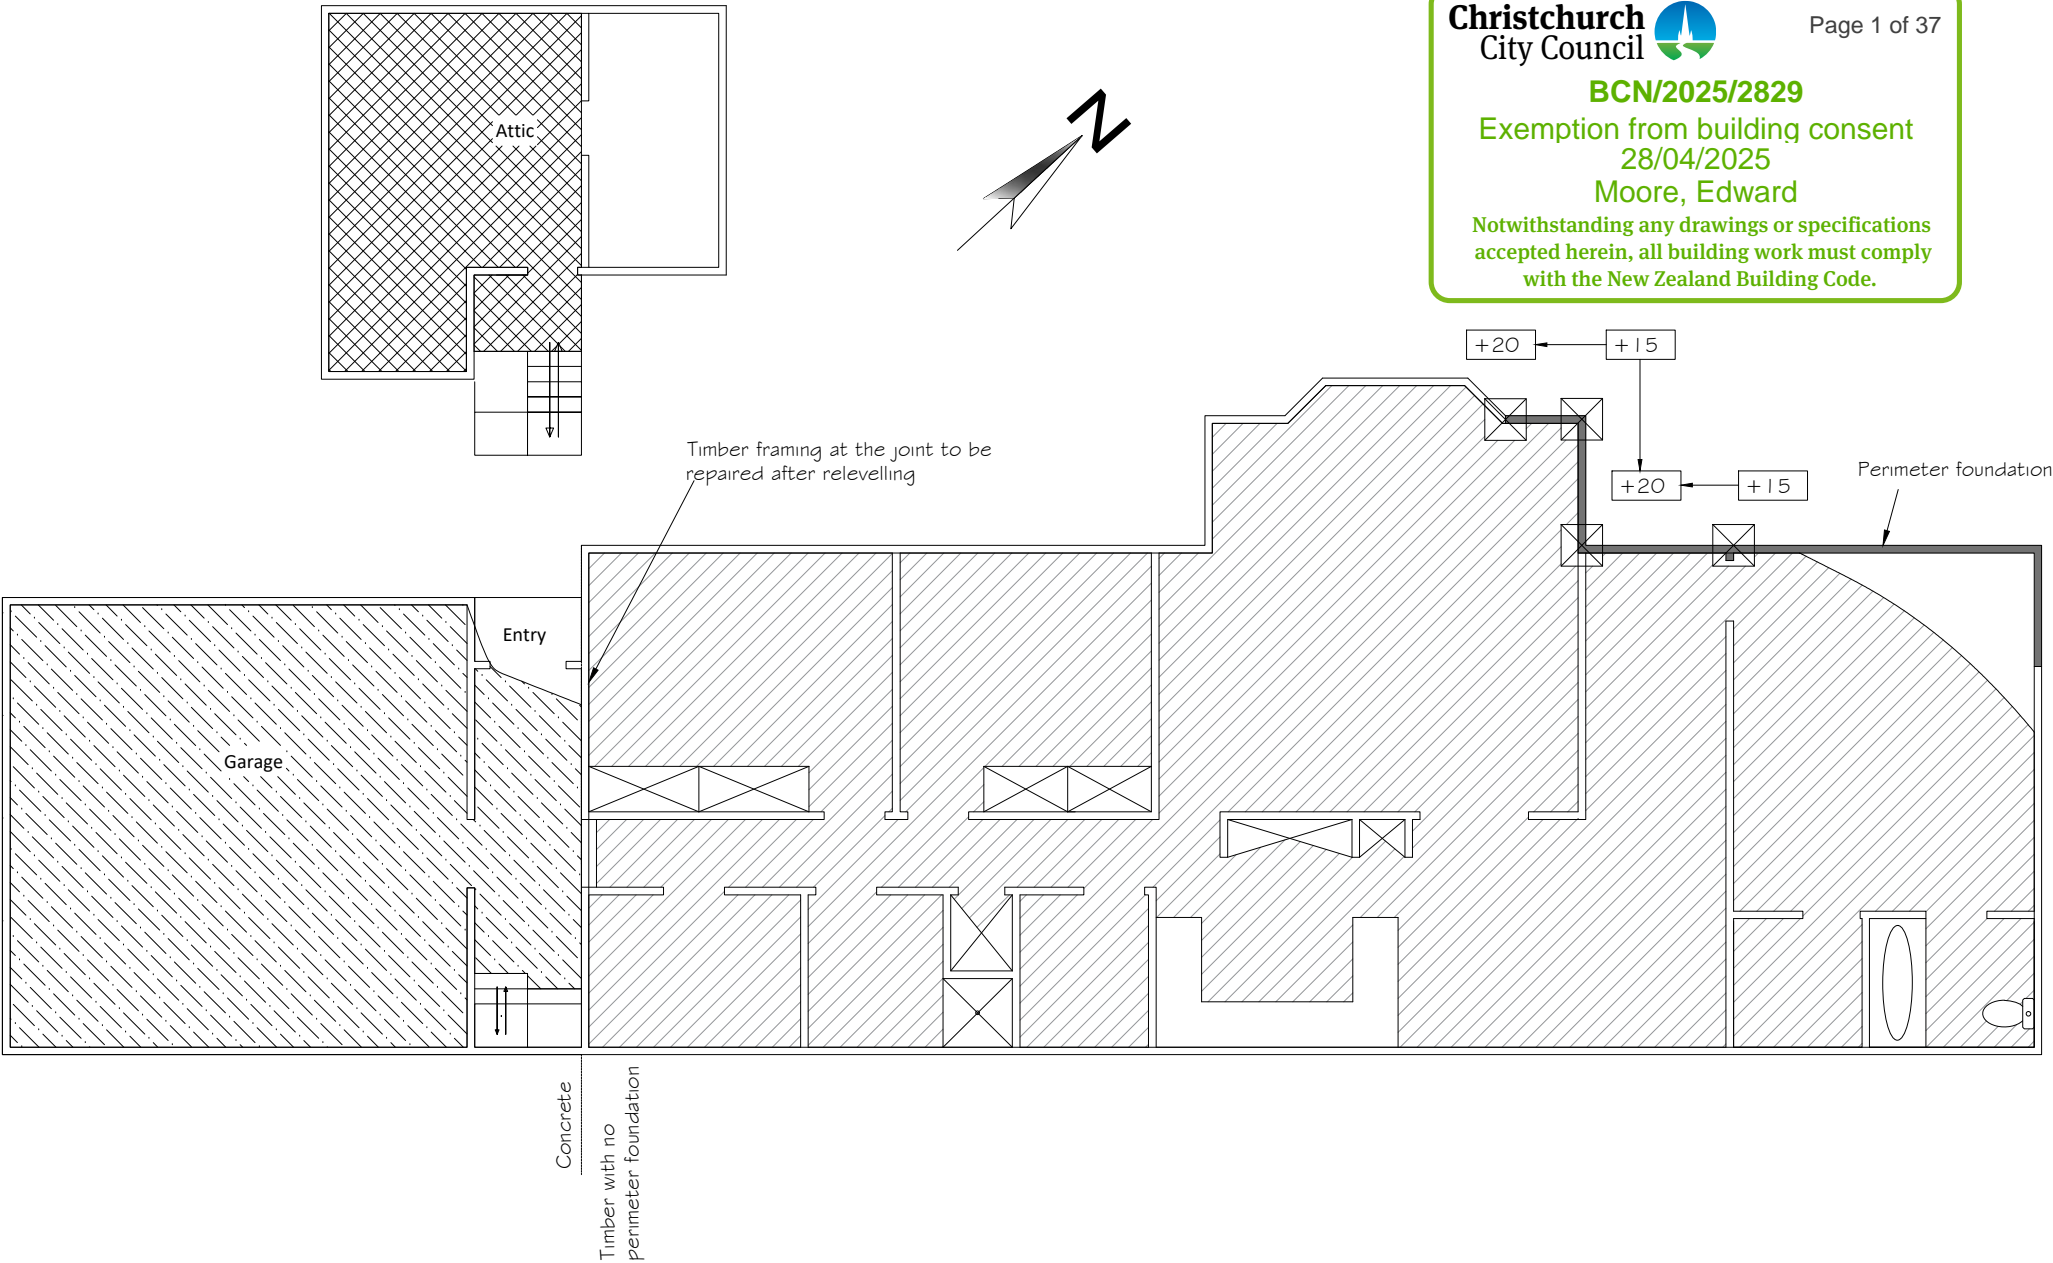 Christchurch
City Council
Page 1 of 37
BCN/2025/2829
Exemption from building consent
28/04/2025
Moore, Edward
Notwithstanding any drawings or specifications
accepted herein, all building work must comply
with the New Zealand Building Code.
Attic
N
+20
+15
Timber framing at the joint to be
repaired after relevelling
+20
+15
Perimeter foundation
Entry
Garage
Concrete
Timber with no
perimeter foundation